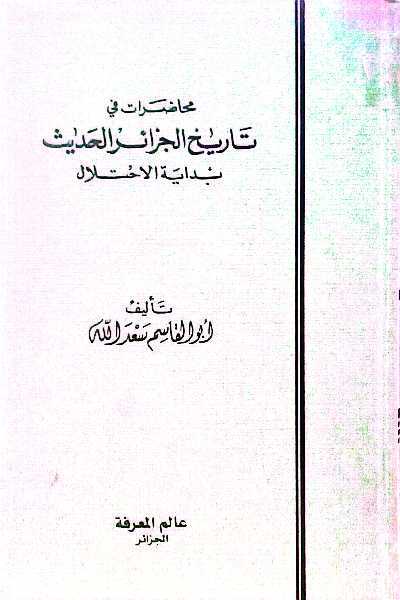 محاضرات في
تاريخ الجزائر الحديث
بداية الاحتلال
تأليف
أبو القاسم سعد الله
عالم المعرفة
الجزائر